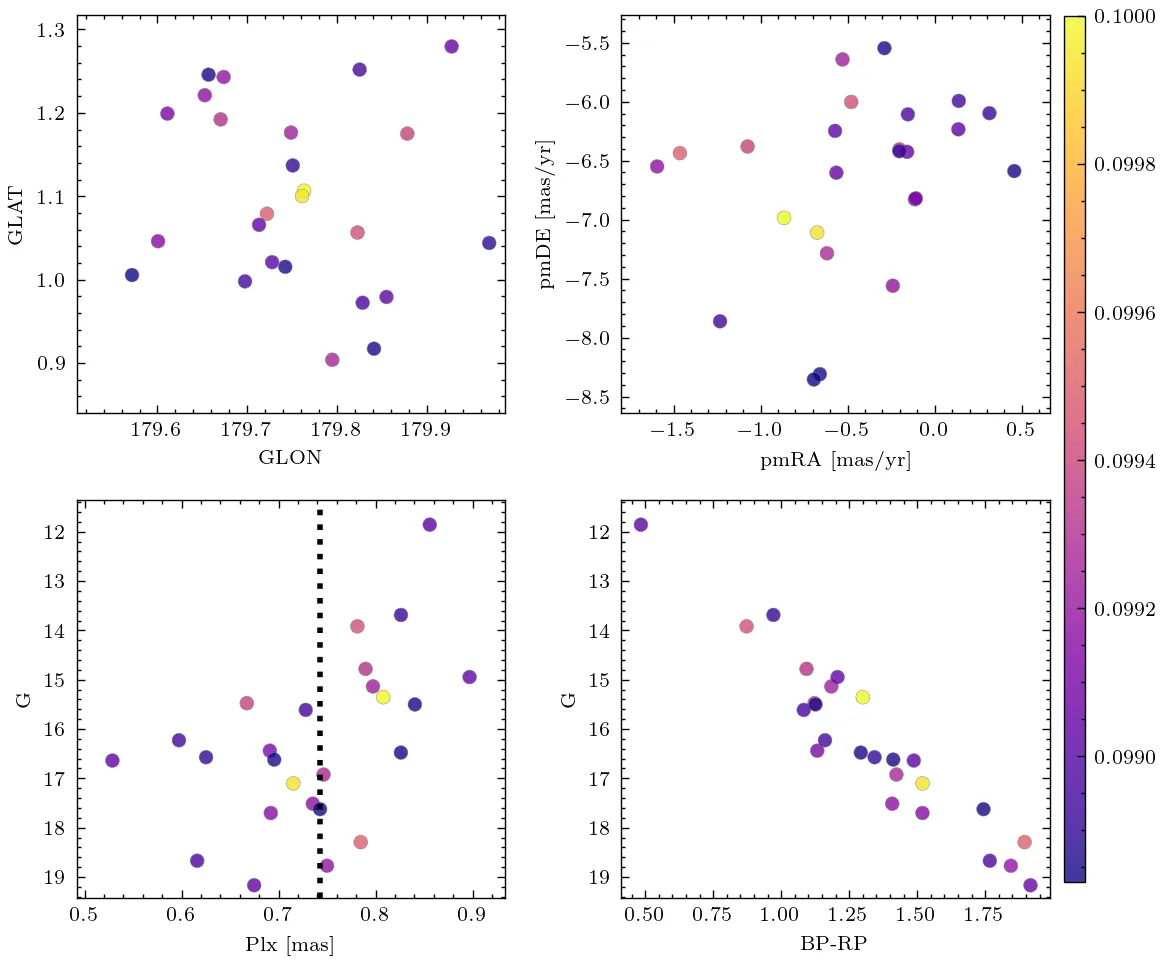 1.3
1.2
1.1
1.0
0.9
GLAT
179.6 179.7 179.8 179.9
GLON
−5.5
−6.0
−6.5
−7.0
−7.5
−8.0
−8.5
pmDE [mas/yr]
−1.5 −1.0 −0.5 0.0 0.5
pmRA [mas/yr]
0.1000
0.0998
0.0996
0.0994
0.0992
0.0990
12
13
14
15
16
17
18
19
G
0.5 0.6 0.7 0.8 0.9
Plx [mas]
12
13
14
15
16
17
18
19
G
0.50 0.75 1.00 1.25 1.50 1.75
BP-RP